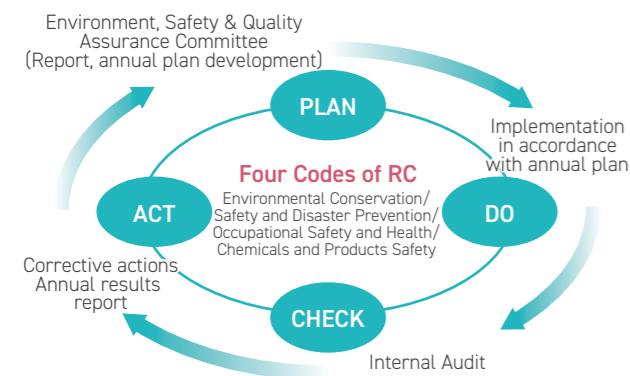 Environment, Safety & Quality
Assurance Committee
(Report, annual plan development)
PLAN
Implementation
in accordance
with annual plan
Four Codes of RC
Environmental Conservation/
Safety and Disaster Prevention/
Occupational Safety and Health/
Chemicals and Products Safety
ACT
DO
Corrective actions
Annual results
report
CHECK
Internal Audit